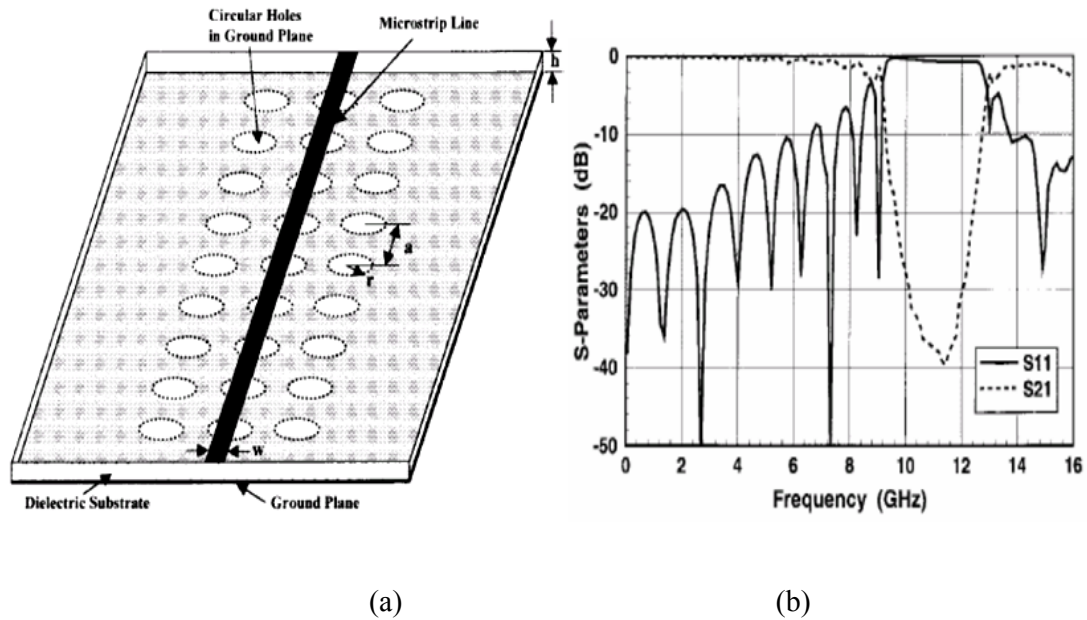 Circular Holes
in Ground Plane
Microstrip Line
h
a
r
w
Dielectric Substrate
Ground Plane
(a)
0
-10
-20
-30
-40
-50
S-Parameters (dB)
S11
S21
0 2 4 6 8 10 12 14 16
Frequency (GHz)
(b)